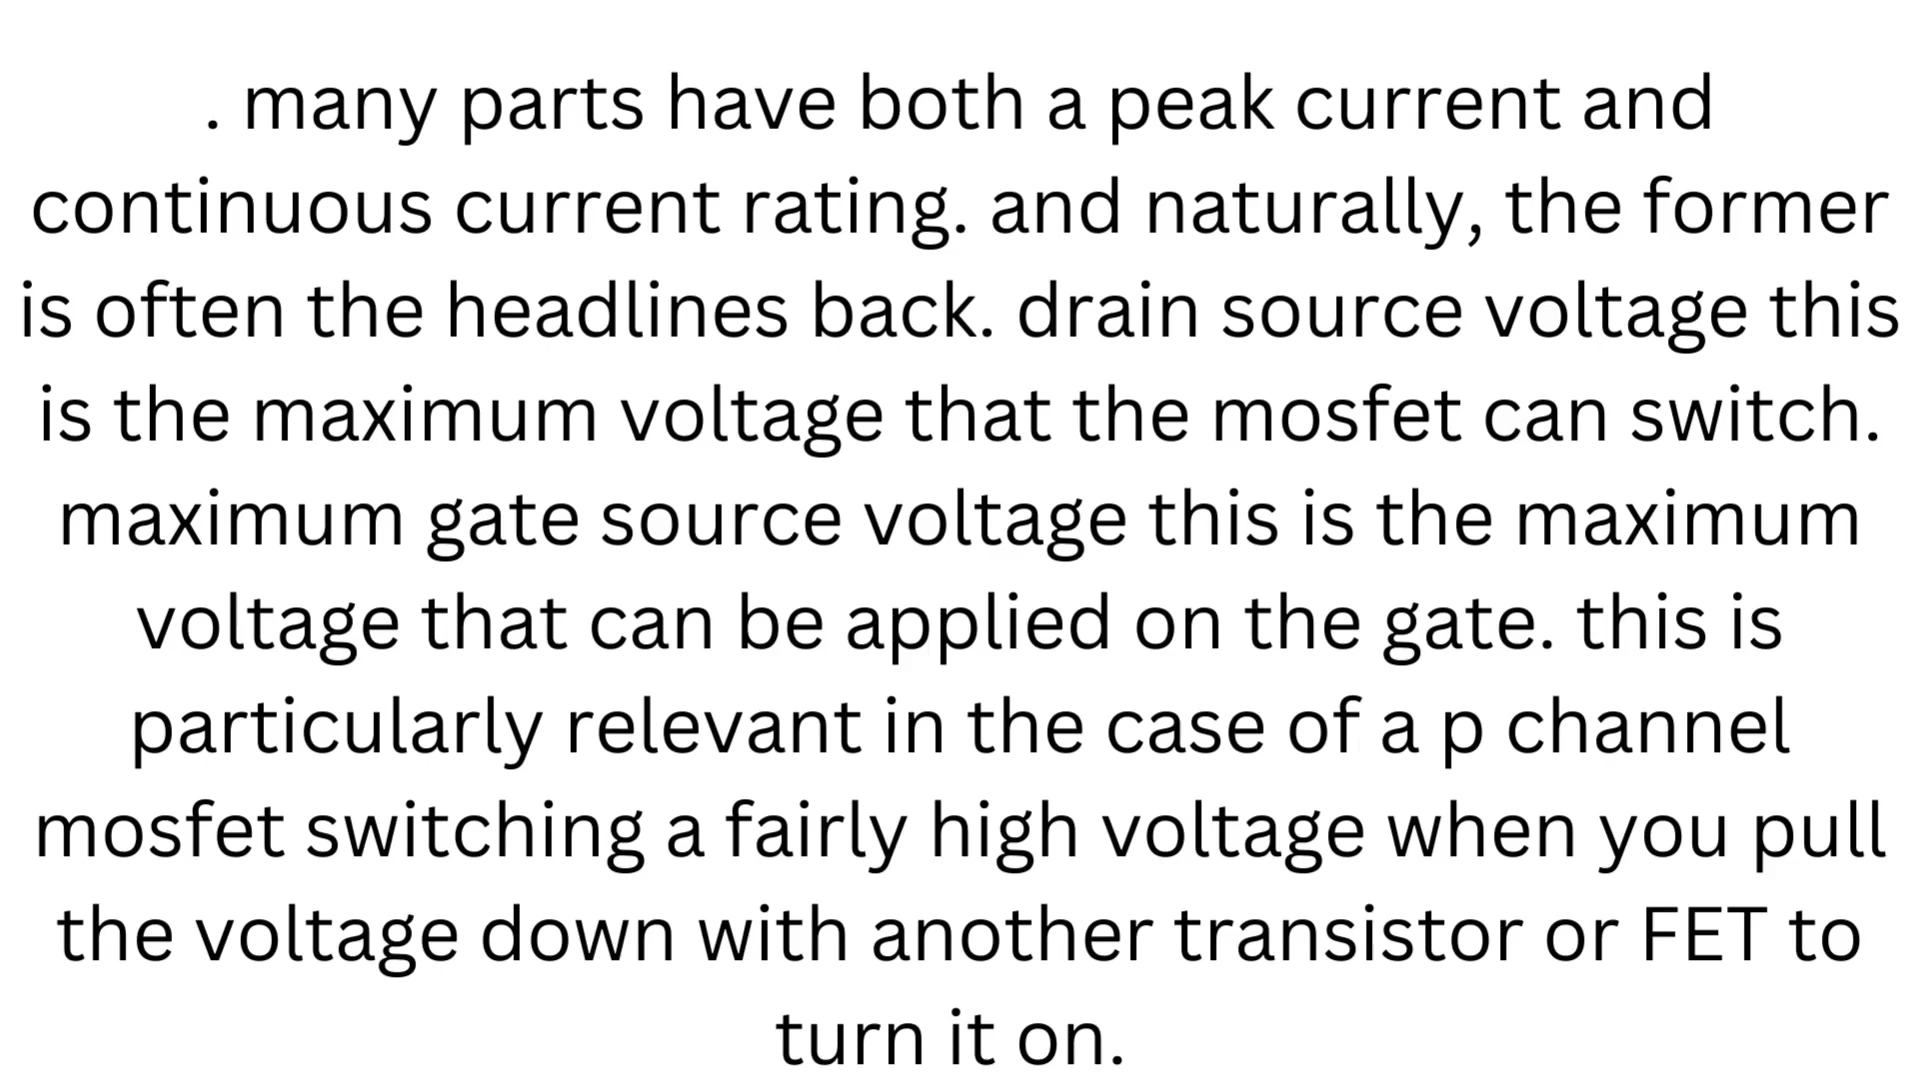 . many parts have both a peak current and
continuous current rating. and naturally, the former
is often the headlines back. drain source voltage this
is the maximum voltage that the mosfet can switch.
maximum gate source voltage this is the maximum
voltage that can be applied on the gate. this is
particularly relevant in the case of a p channel
mosfet switching a fairly high voltage when you pull
the voltage down with another transistor or FET to
turn it on.